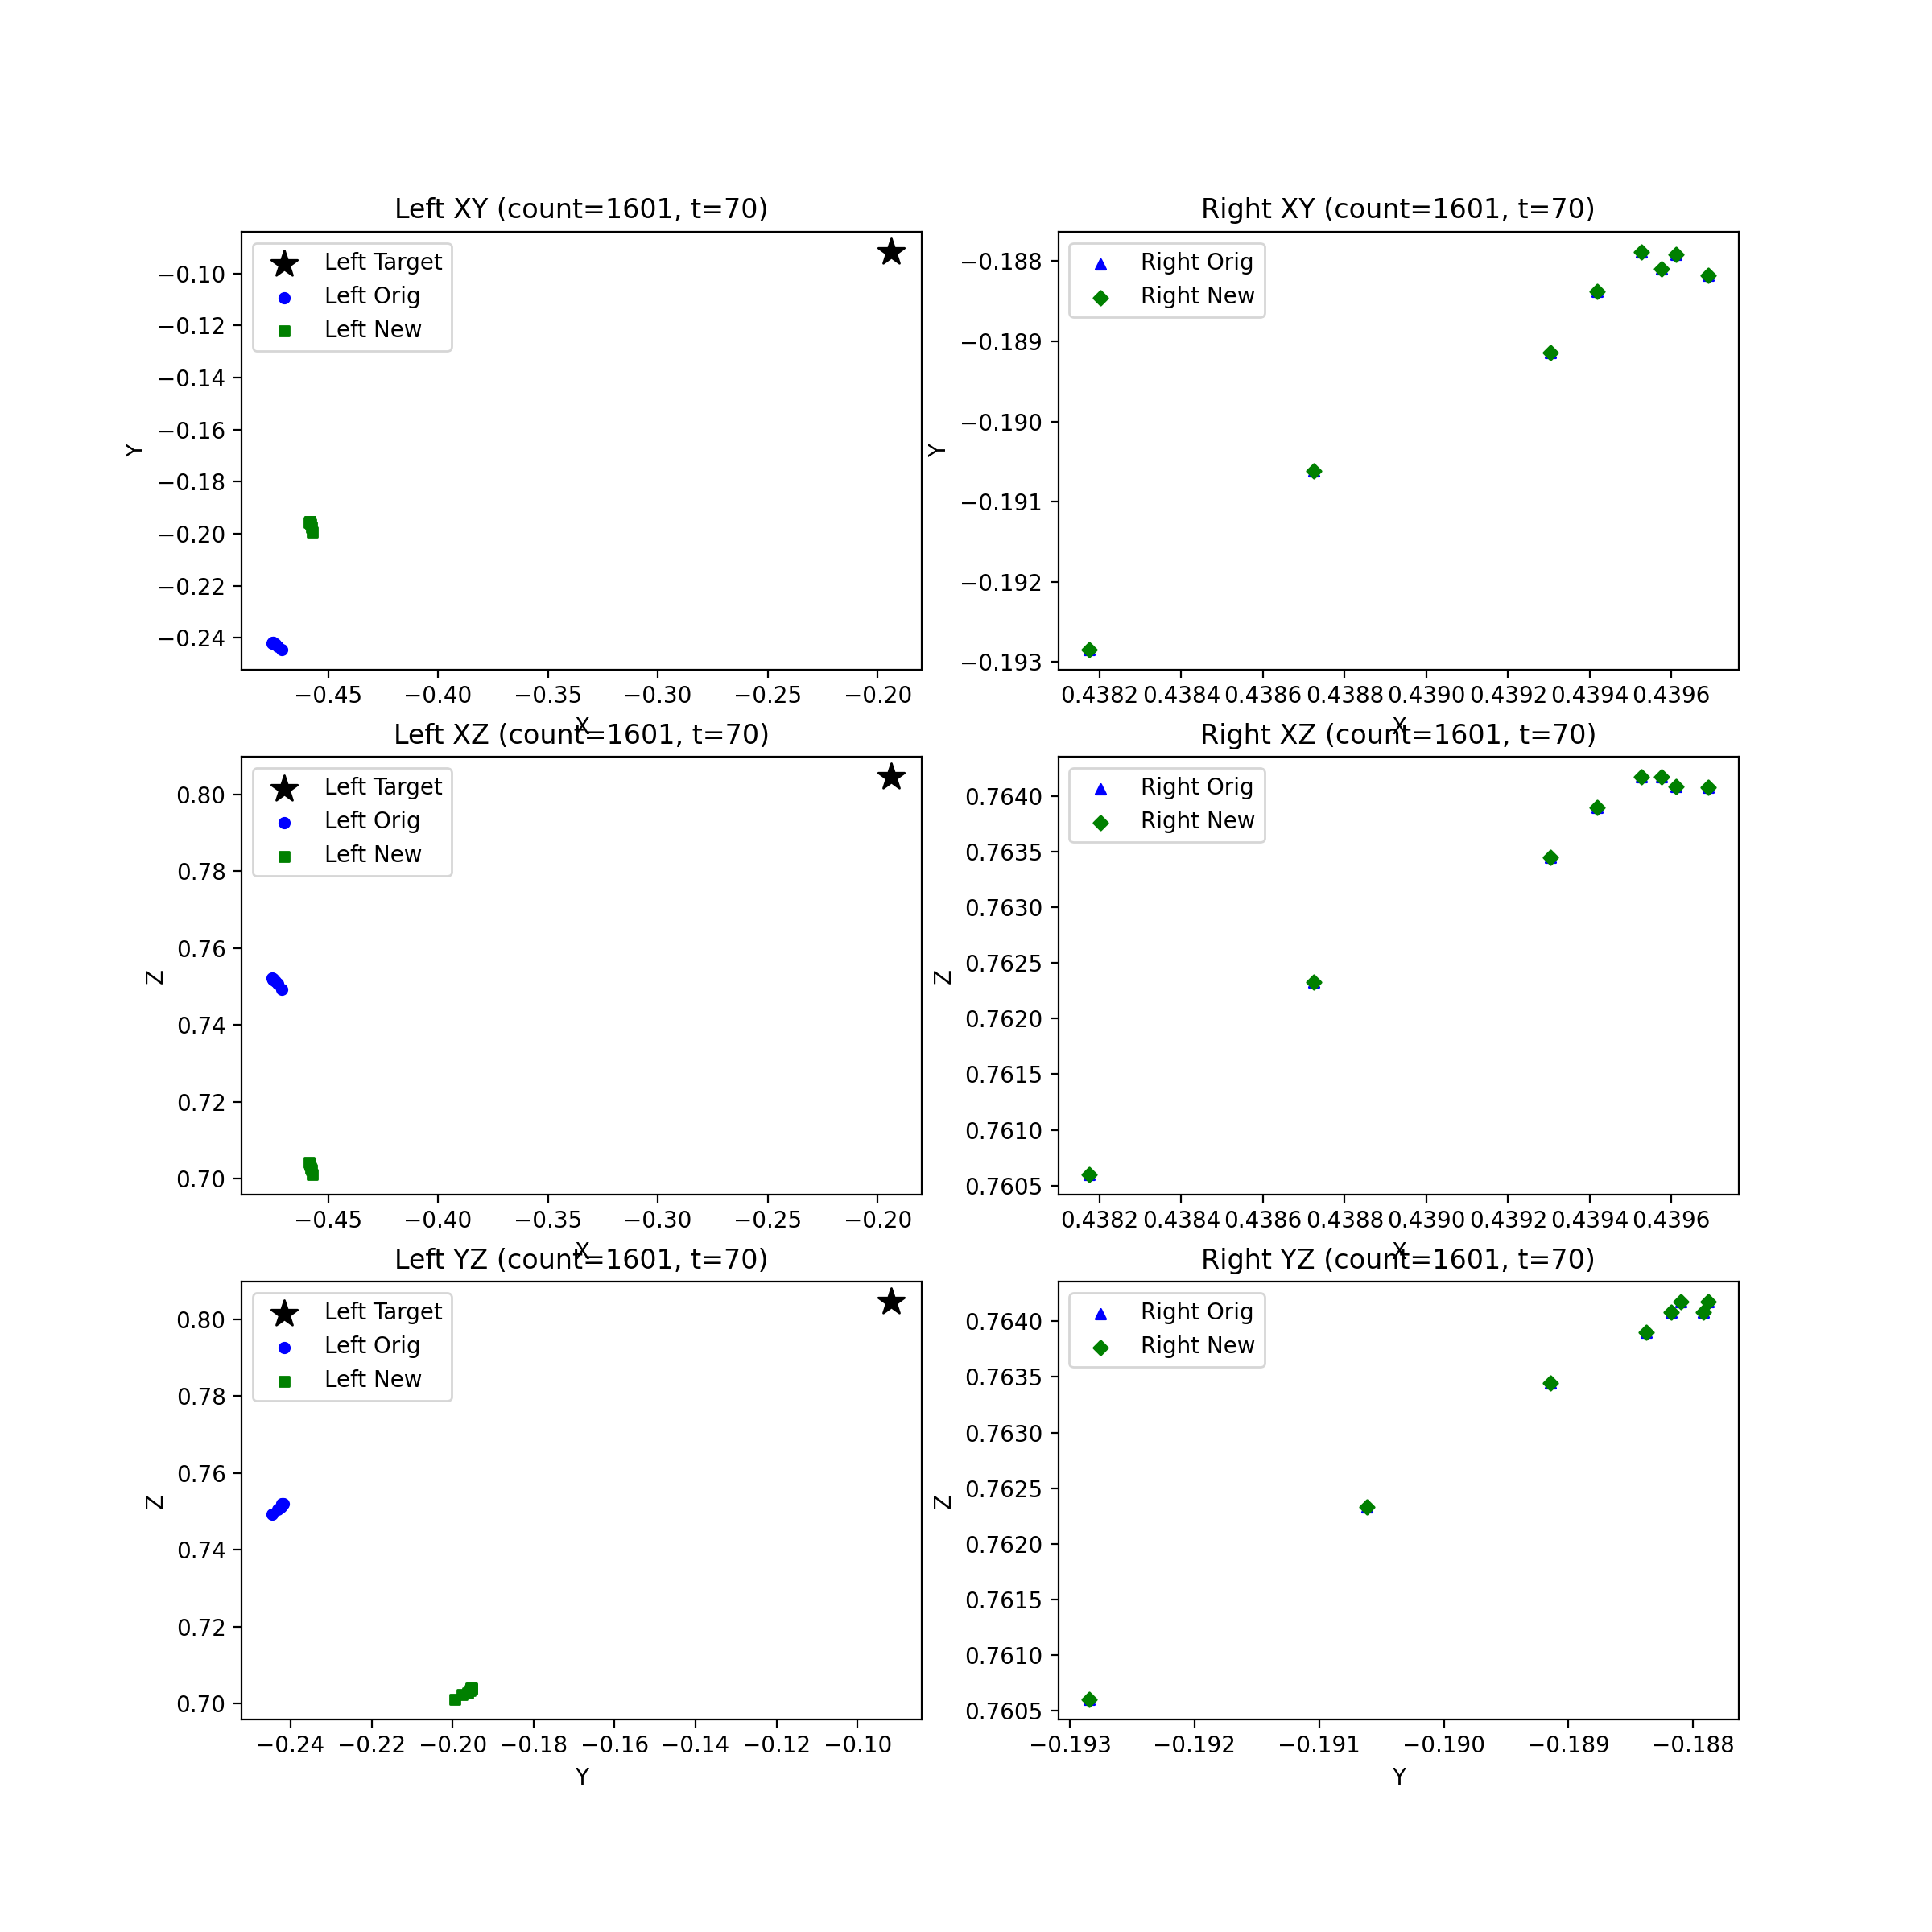 Left XY (count=1601, t=70)
Left Target
Left Orig
Left New
−0.10
−0.12
−0.14
−0.16
−0.18
−0.20
−0.22
−0.24
Y
−0.45 −0.40 −0.35 −0.30 −0.25 −0.20
X
Right XY (count=1601, t=70)
Right Orig
Right New
−0.188
−0.189
−0.190
−0.191
−0.192
−0.193
Y
0.4382 0.4384 0.4386 0.4388 0.4390 0.4392 0.4394 0.4396
X
Left XZ (count=1601, t=70)
Left Target
Left Orig
Left New
0.80
0.78
0.76
0.74
0.72
0.70
Z
−0.45 −0.40 −0.35 −0.30 −0.25 −0.20
X
Right XZ (count=1601, t=70)
Right Orig
Right New
0.7640
0.7635
0.7630
0.7625
0.7620
0.7615
0.7610
0.7605
Z
0.4382 0.4384 0.4386 0.4388 0.4390 0.4392 0.4394 0.4396
X
Left YZ (count=1601, t=70)
Left Target
Left Orig
Left New
0.80
0.78
0.76
0.74
0.72
0.70
Z
−0.24 −0.22 −0.20 −0.18 −0.16 −0.14 −0.12 −0.10
Y
Right YZ (count=1601, t=70)
Right Orig
Right New
0.7640
0.7635
0.7630
0.7625
0.7620
0.7615
0.7610
0.7605
Z
−0.193 −0.192 −0.191 −0.190 −0.189 −0.188
Y